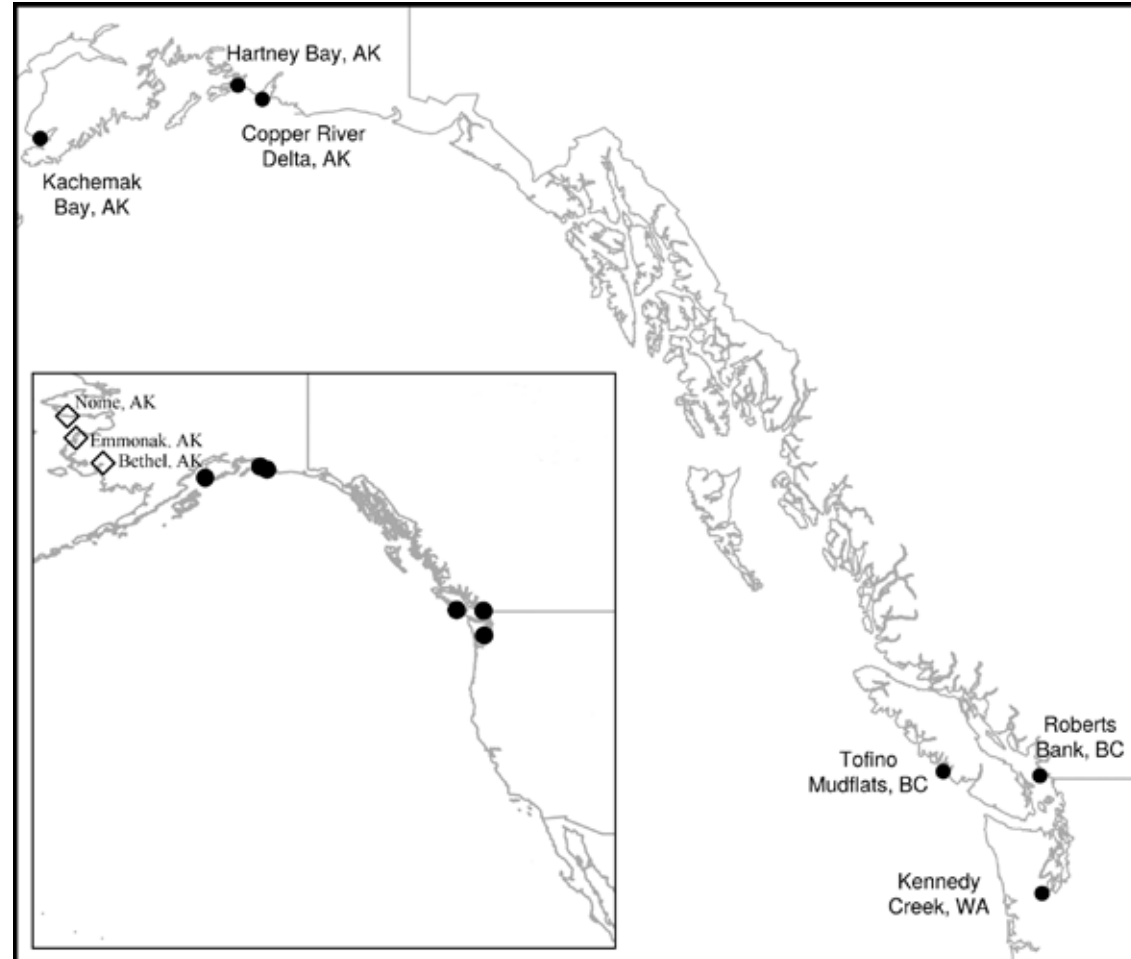 Hartney Bay, AK
Copper River
Delta, AK
Kachemak
Bay, AK
Nome, AK
Emmonak, AK
Bethel, AK
Roberts
Bank, BC
Tofino
Mudflats, BC
Kennedy
Creek, WA